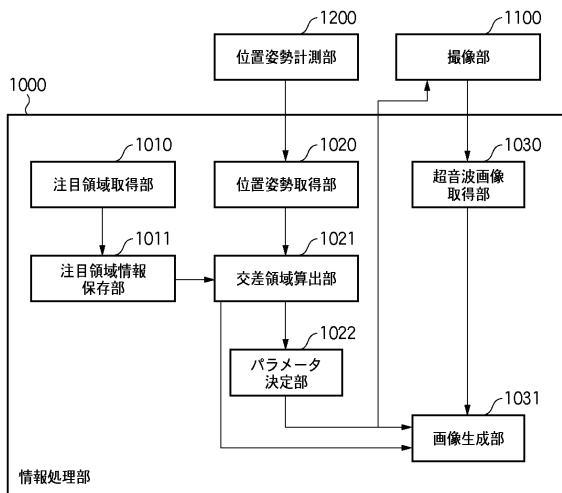 1200
位置姿勢計測部
1100
撮像部
1000
1010
注目領域取得部
1020
位置姿勢取得部
1030
超音波画像
取得部
1011
注目領域情報
保存部
1021
交差領域算出部
1022
パラメータ
決定部
1031
画像生成部
情報処理部